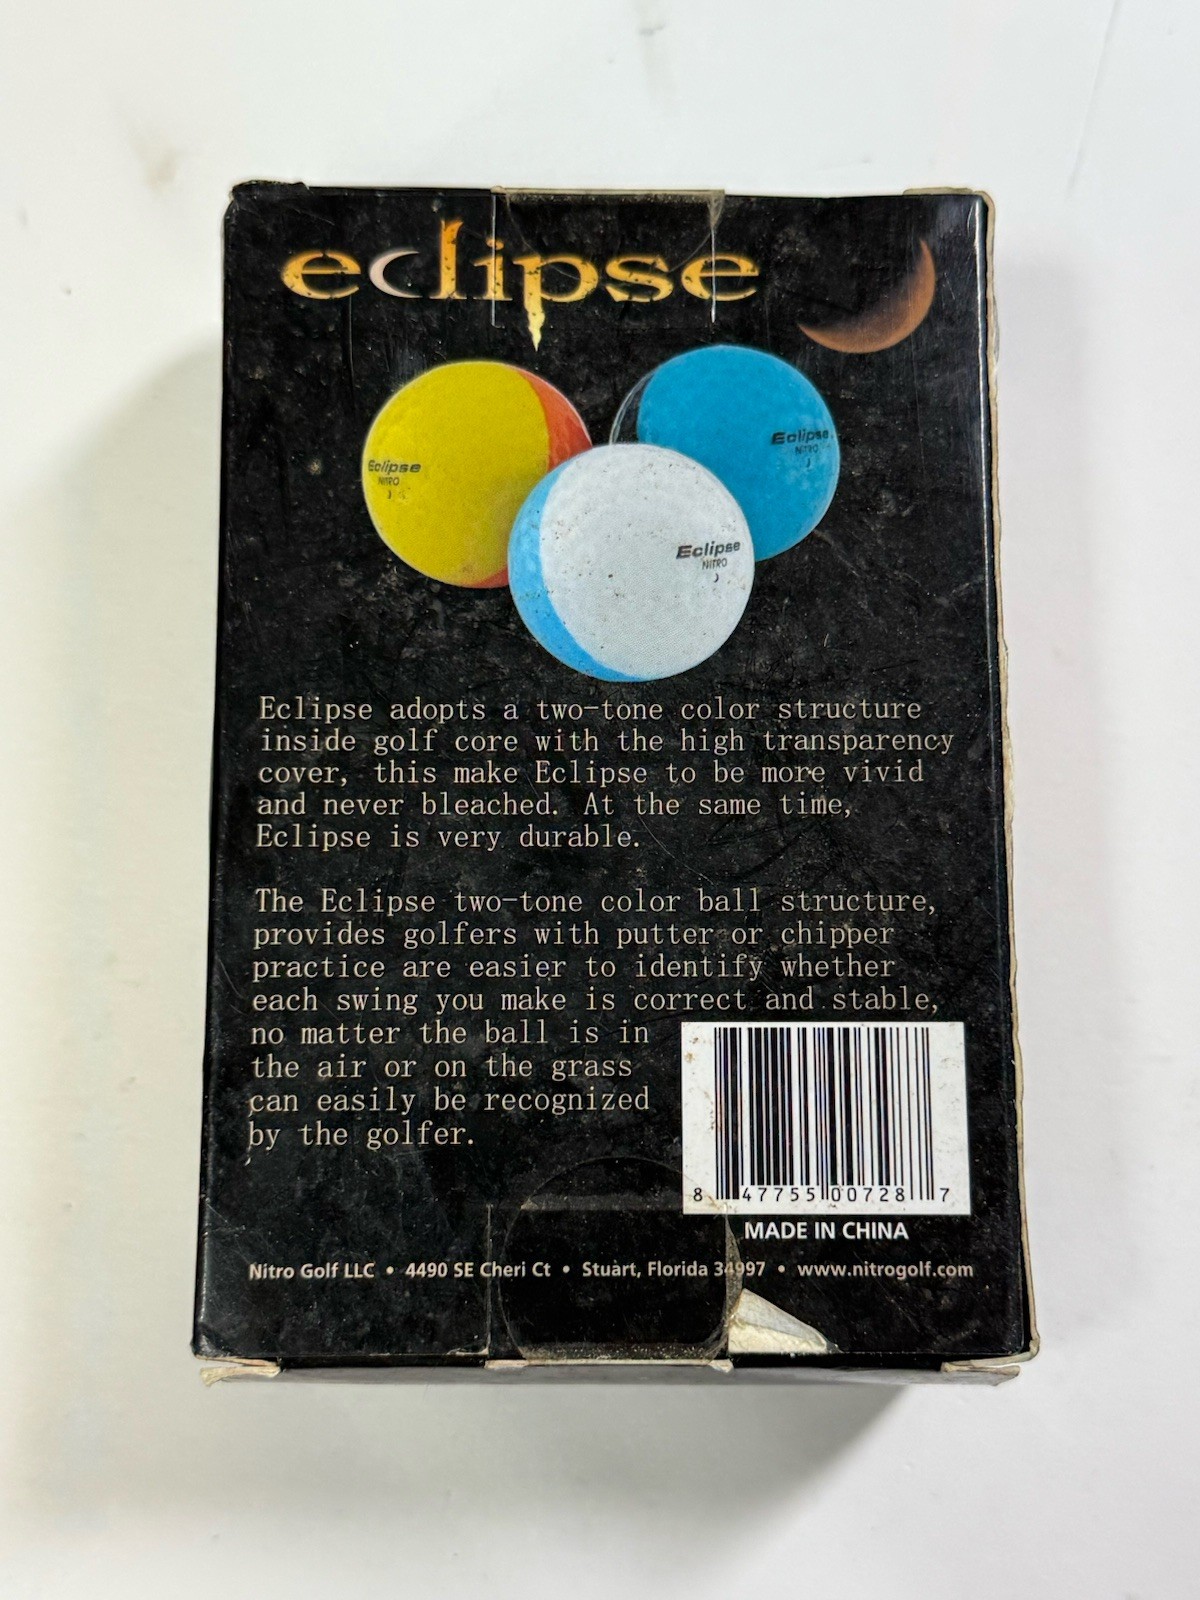 eclipse
Eclipse
NITRO
Eclipse
NITRO
Eclipse
NITRO
Eclipse adopts a two-tone color structure
inside golf core with the high transparency
cover, this make Eclipse to be more vivid
and never bleached. At the same time,
Eclipse is very durable.
The Eclipse two-tone color ball structure,
provides golfers with putter or chipper
practice are easier to identify whether
each swing you make is correct and stable,
no matter the ball is in
the air or on the grass
can easily be recognized
by the golfer.
8 47755 00728 7
MADE IN CHINA
Nitro Golf LLC • 4490 SE Cheri Ct • Stuart, Florida 34997 • www.nitrogolf.com